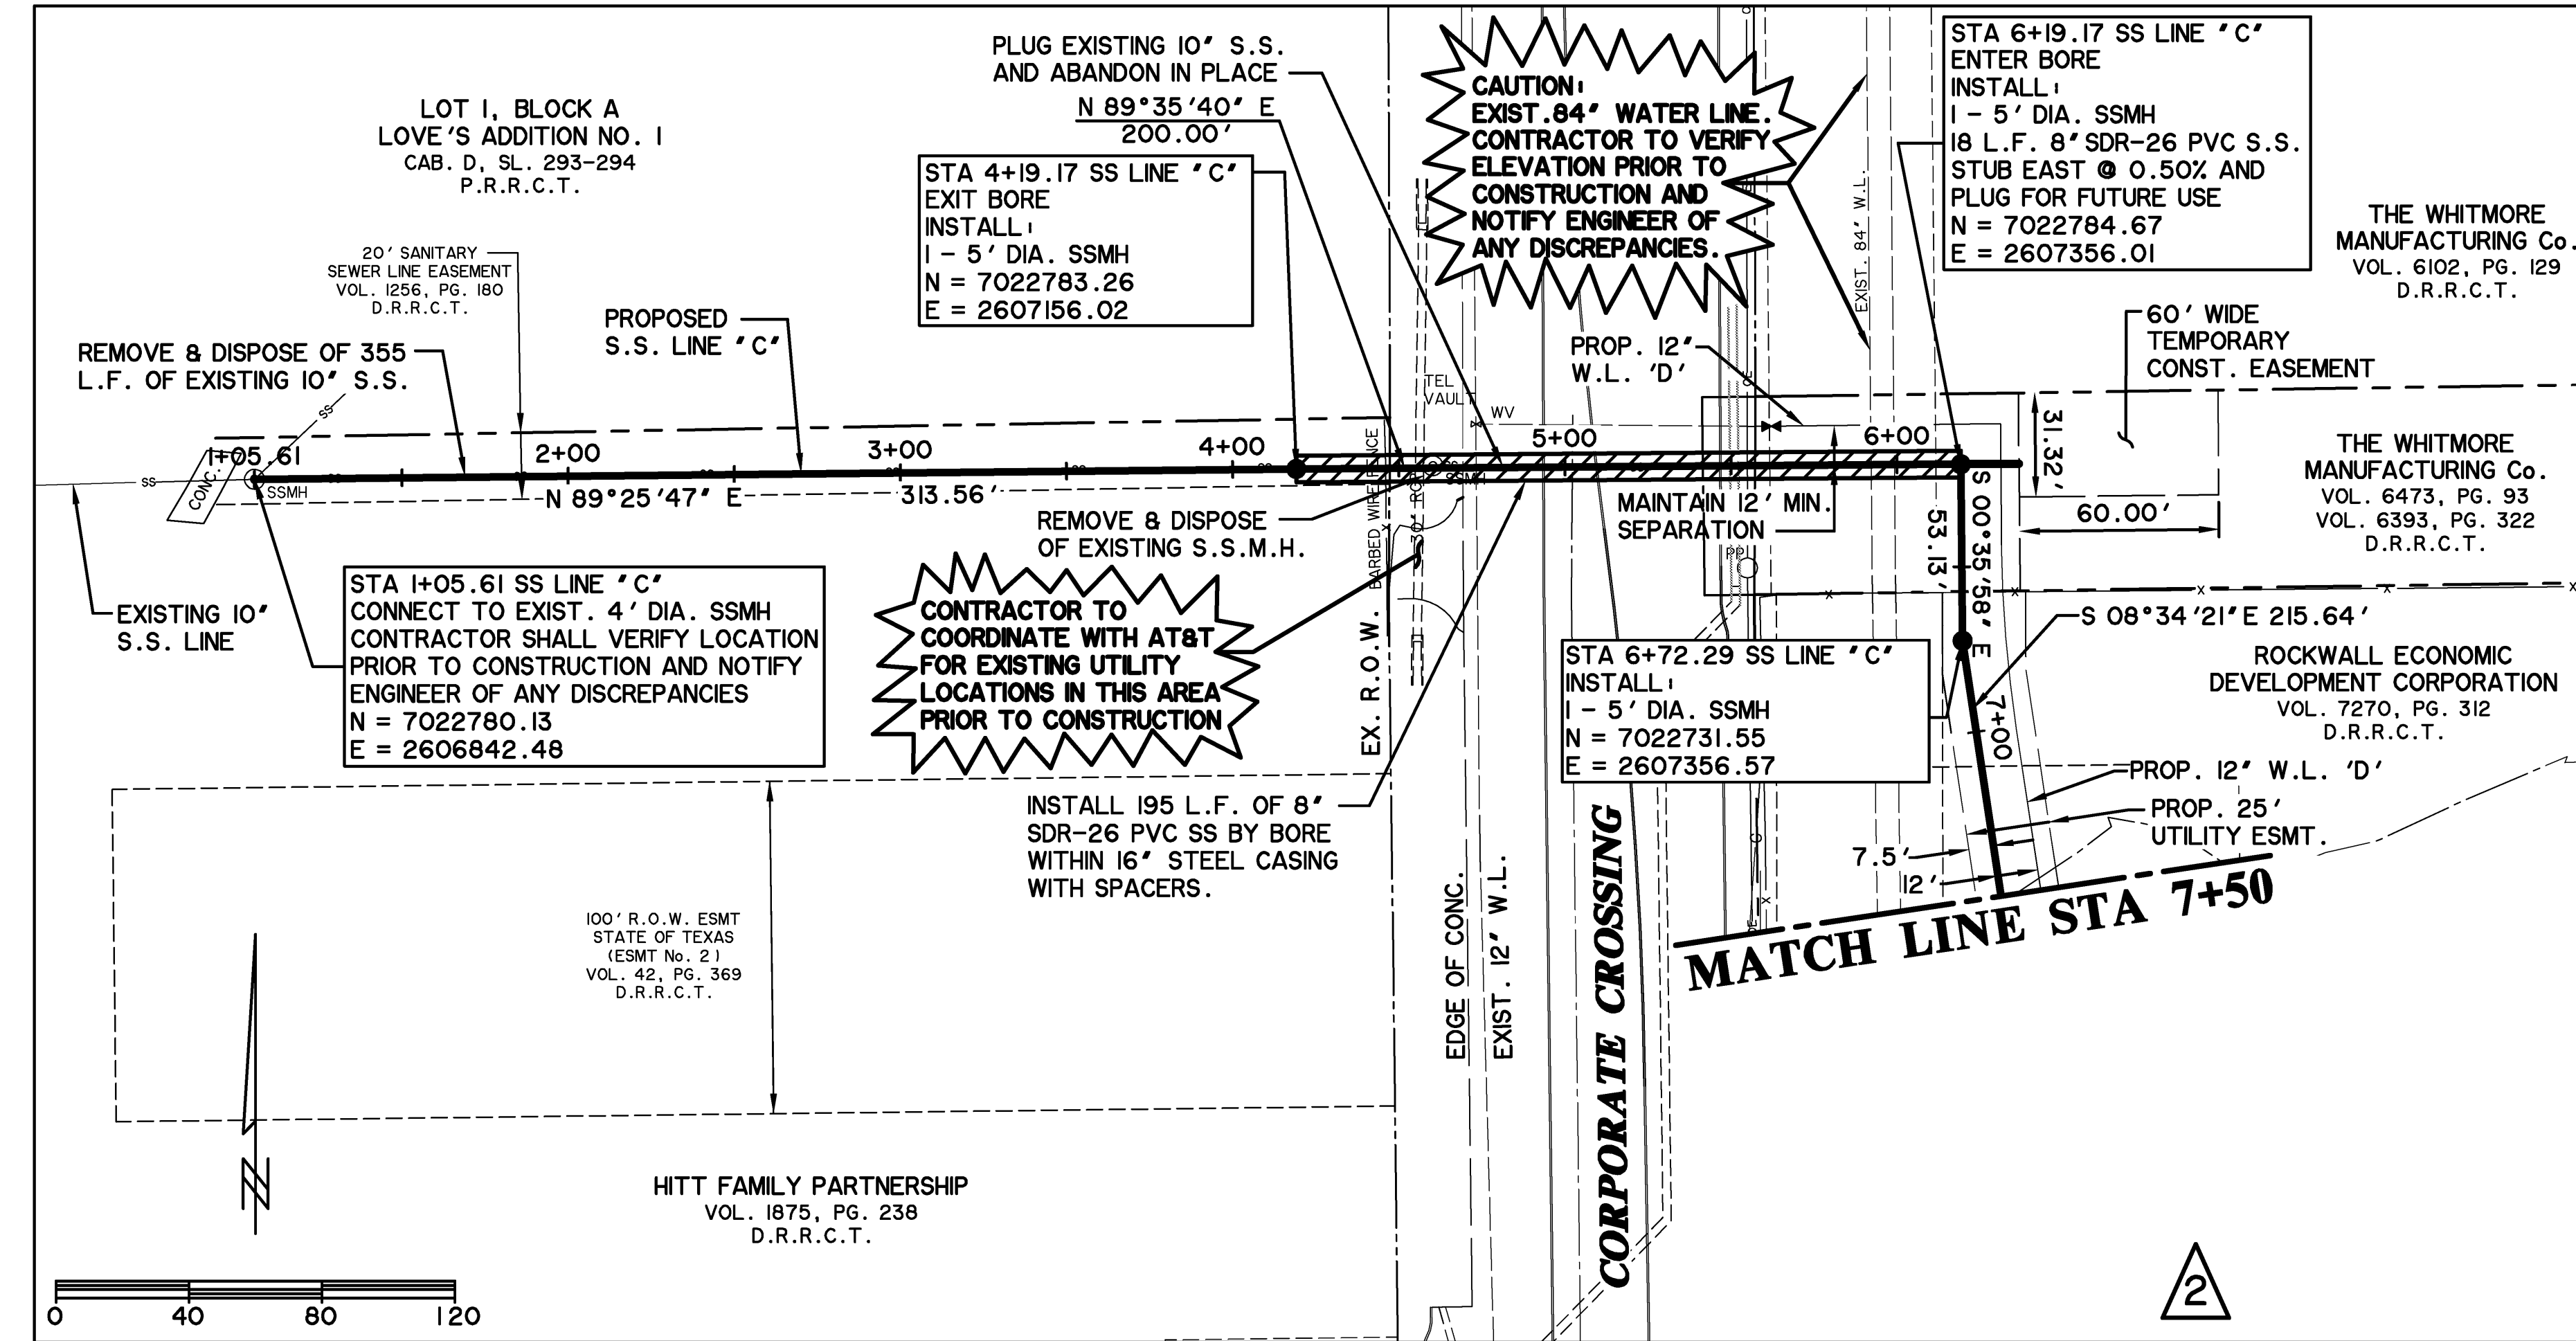 LOT 1, BLOCK A
LOVE'S ADDITION NO. 1
CAB. D, SL. 293-294
P.R.R.C.T.
PLUG EXISTING 10" S.S.
AND ABANDON IN PLACE
N 89°35'40" E
200.00'
STA 4+19.17 SS LINE "C"
EXIT BORE
INSTALL:
1 - 5' DIA. SSMH
N = 7022783.26
E = 2607156.02
CAUTION:
EXIST.84" WATER LINE.
CONTRACTOR TO VERIFY
ELEVATION PRIOR TO
CONSTRUCTION AND
NOTIFY ENGINEER OF
ANY DISCREPANCIES.
STA 6+19.17 SS LINE "C"
ENTER BORE
INSTALL:
1 - 5' DIA. SSMH
18 L.F. 8" SDR-26 PVC S.S.
STUB EAST @ 0.50% AND
PLUG FOR FUTURE USE
N = 7022784.67
E = 2607356.01
THE WHITMORE
MANUFACTURING Co.
VOL. 6102, PG. 129
D.R.R.C.T.
20' SANITARY
SEWER LINE EASEMENT
VOL. 1256, PG. 180
D.R.R.C.T.
PROPOSED
S.S. LINE "C"
REMOVE & DISPOSE OF 355
L.F. OF EXISTING 10" S.S.
EXIST. 84" W.L.
PROP. 12"
W.L. 'D'
60' WIDE
TEMPORARY
CONST. EASEMENT
TEL
VAULT
WV
OE
31.32'
60.00'
THE WHITMORE
MANUFACTURING Co.
VOL. 6473, PG. 93
VOL. 6393, PG. 322
D.R.R.C.T.
1+05.61
2+00
3+00
4+00
5+00
6+00
SS
SS
CONC.
SSMH
N 89°25'47" E
313.56'
BARBED WIRE FENCE
MAINTAIN 12' MIN.
SEPARATION
PP
REMOVE & DISPOSE
OF EXISTING S.S.M.H.
S 00°35'58" E
53.13'
EXISTING 10"
S.S. LINE
STA 1+05.61 SS LINE "C"
CONNECT TO EXIST. 4' DIA. SSMH
CONTRACTOR SHALL VERIFY LOCATION
PRIOR TO CONSTRUCTION AND NOTIFY
ENGINEER OF ANY DISCREPANCIES
N = 7022780.13
E = 2606842.48
CONTRACTOR TO
COORDINATE WITH AT&T
FOR EXISTING UTILITY
LOCATIONS IN THIS AREA
PRIOR TO CONSTRUCTION
EX. R.O.W.
STA 6+72.29 SS LINE "C"
INSTALL:
1 - 5' DIA. SSMH
N = 7022731.55
E = 2607356.57
S 08°34'21" E 215.64'
7+00
ROCKWALL ECONOMIC
DEVELOPMENT CORPORATION
VOL. 7270, PG. 312
D.R.R.C.T.
PROP. 12" W.L. 'D'
PROP. 25'
UTILITY ESMT.
7.5'
12'
INSTALL 195 L.F. OF 8"
SDR-26 PVC SS BY BORE
WITHIN 16" STEEL CASING
WITH SPACERS.
100' R.O.W. ESMT
STATE OF TEXAS
(ESMT No. 2)
VOL. 42, PG. 369
D.R.R.C.T.
EDGE OF CONC.
EXIST. 12" W.L.
CORPORATE CROSSING
MATCH LINE STA 7+50
HITT FAMILY PARTNERSHIP
VOL. 1875, PG. 238
D.R.R.C.T.
N
0 40 80 120
2